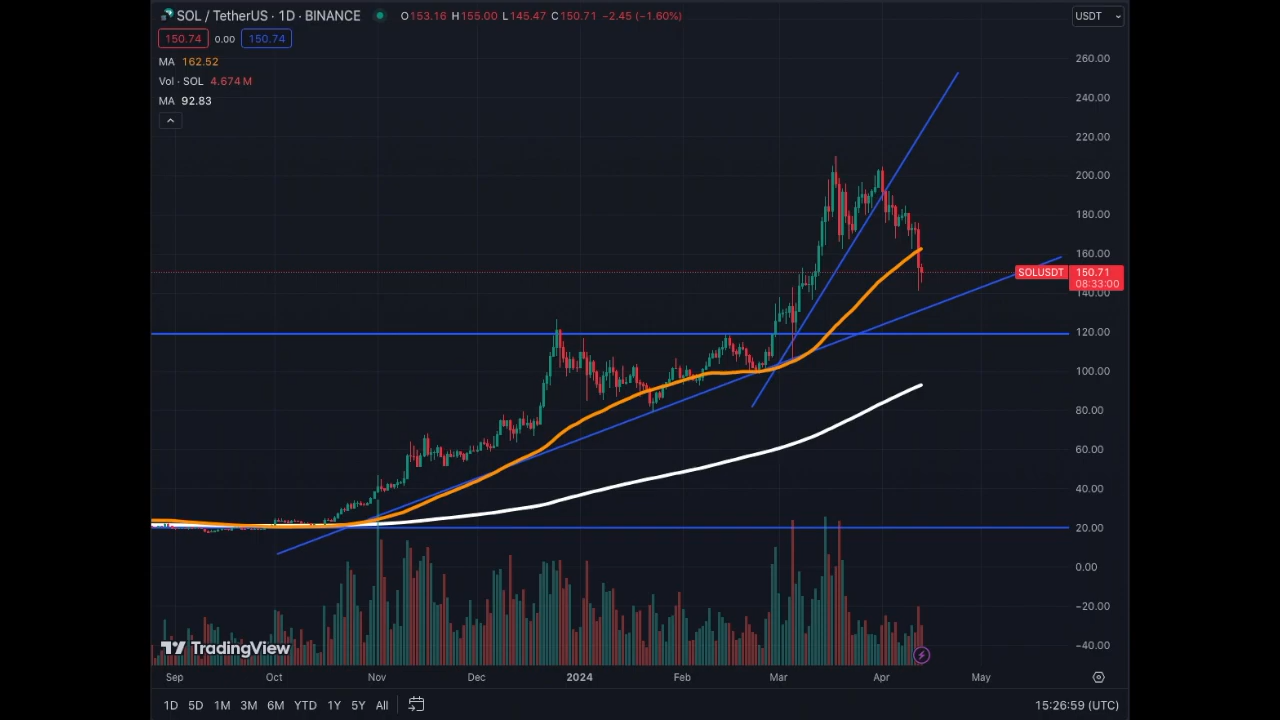 SOL / TetherUS · 1D · BINANCE O153.16 H155.00 L145.47 C150.71 −2.45 (−1.60%) USDT
150.74 0.00 150.74
MA 162.52
Vol · SOL 4.674 M
MA 92.83
260.00
240.00
220.00
200.00
180.00
160.00
SOLUSDT 150.71
08:33:00
140.00
120.00
100.00
80.00
60.00
40.00
20.00
0.00
−20.00
−40.00
TradingView
Sep Oct Nov Dec 2024 Feb Mar Apr May
1D 5D 1M 3M 6M YTD 1Y 5Y All 15:26:59 (UTC)